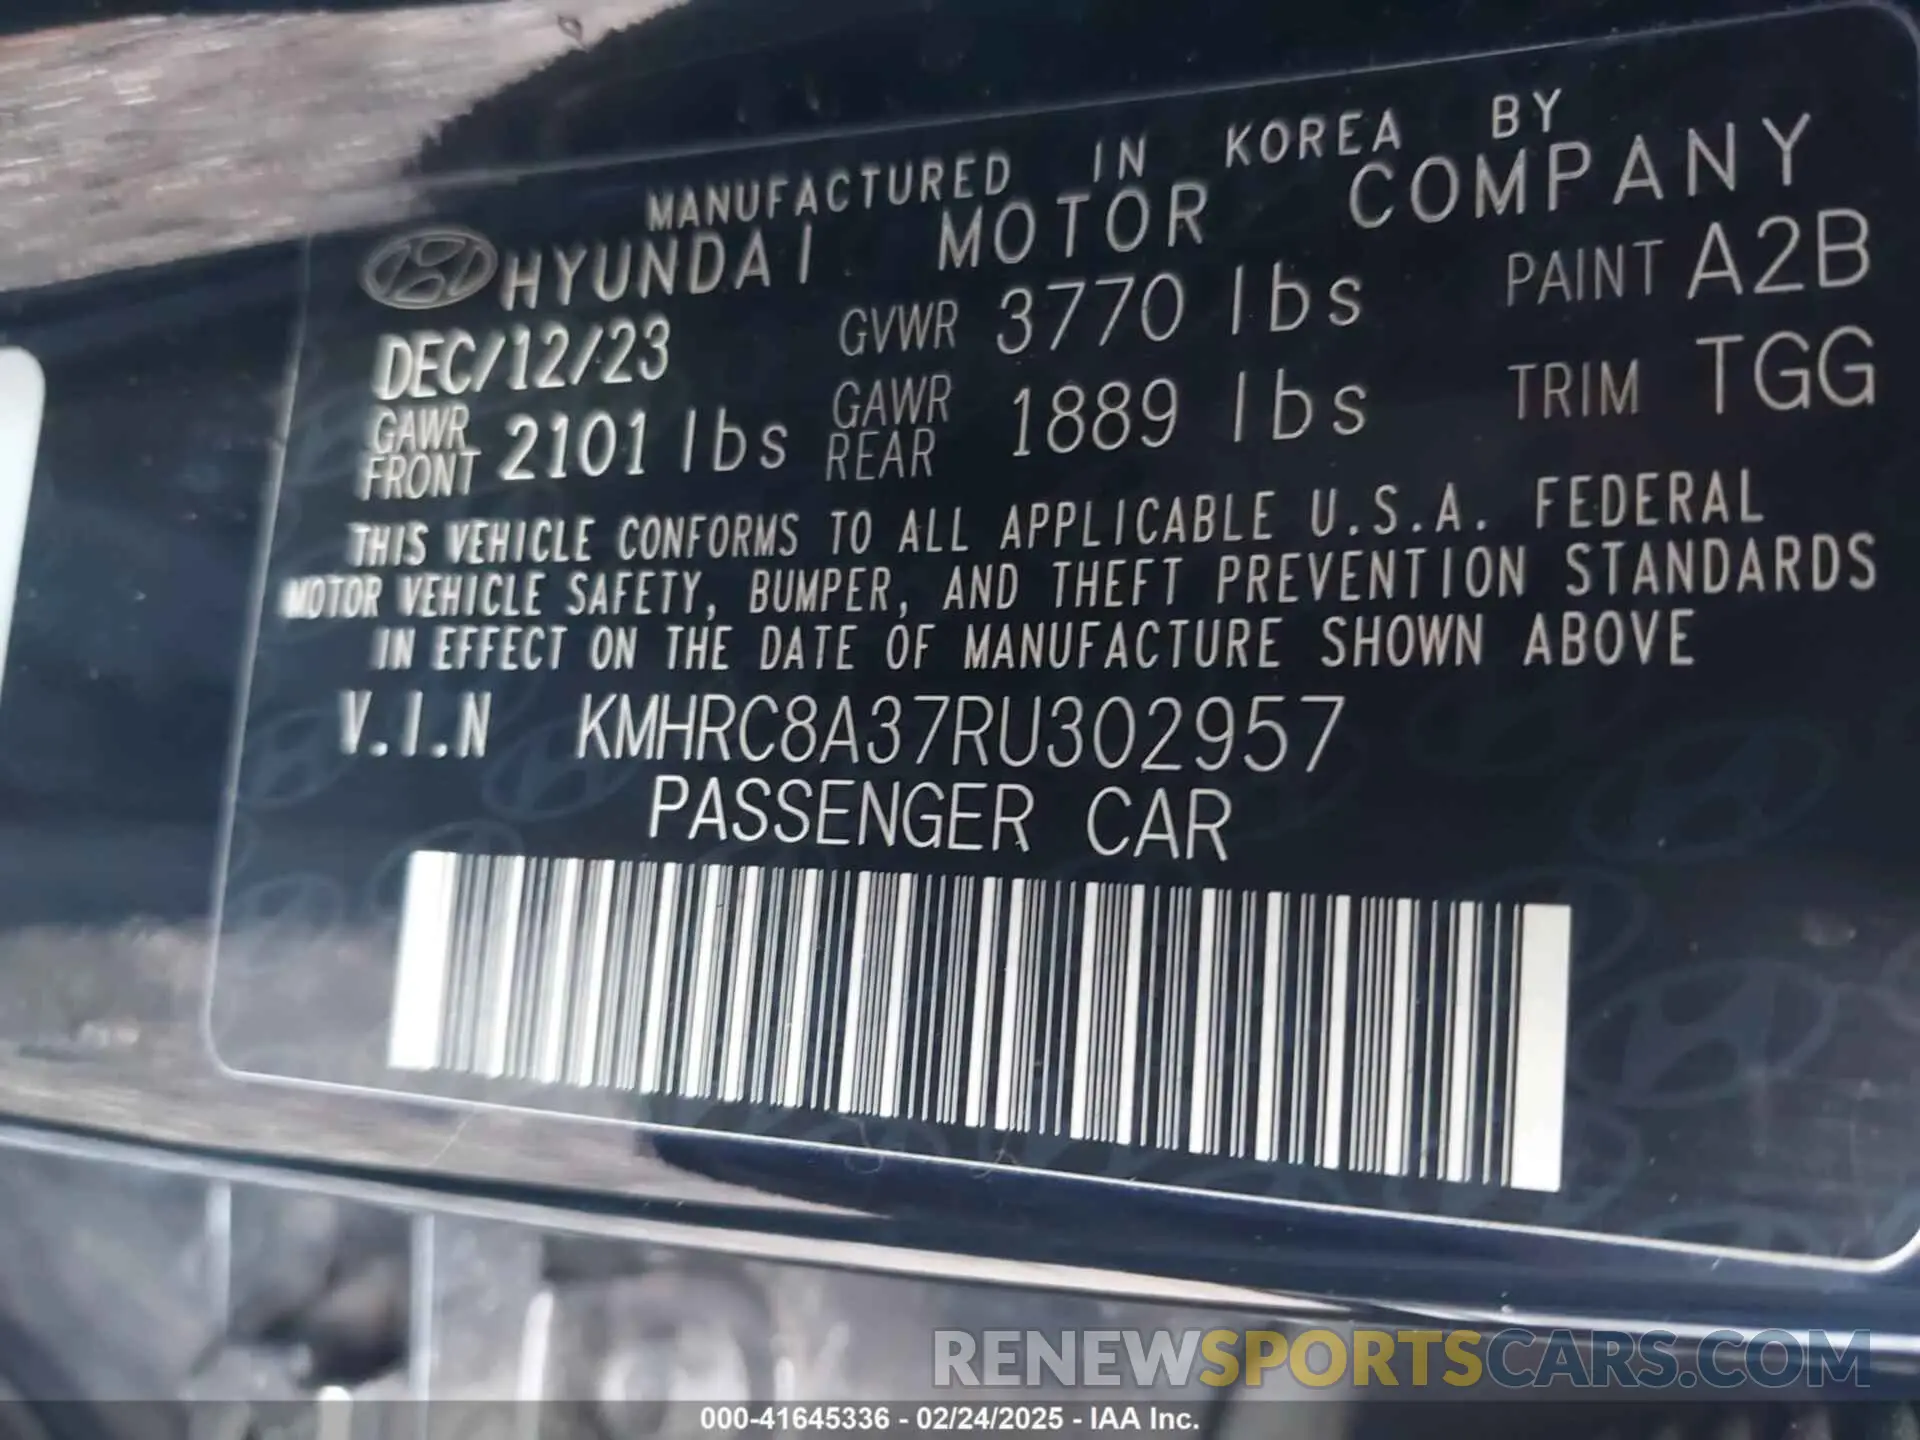 MANUFACTURED IN KOREA BY
HYUNDAI MOTOR COMPANY
DEC/12/23 GVWR 3770 lbs PAINT A2B
GAWR FRONT 2101 lbs GAWR REAR 1889 lbs TRIM TGG
THIS VEHICLE CONFORMS TO ALL APPLICABLE U.S.A. FEDERAL
MOTOR VEHICLE SAFETY, BUMPER, AND THEFT PREVENTION STANDARDS
IN EFFECT ON THE DATE OF MANUFACTURE SHOWN ABOVE
V.I.N KMHRC8A37RU302957
PASSENGER CAR
RENEWSPORTSCARS.COM
000-41645336 - 02/24/2025 - IAA Inc.